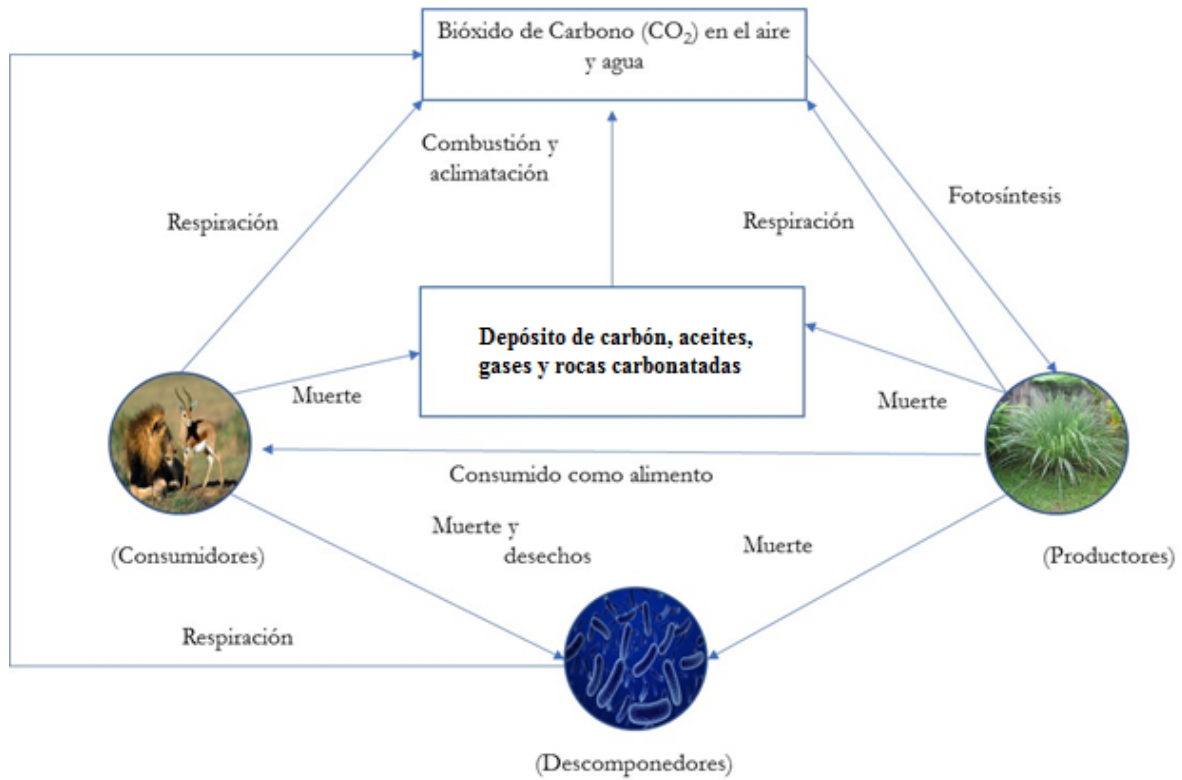 Bióxido de Carbono (CO₂) en el aire
y agua
Combustión y
aclimatación
Fotosíntesis
Respiración
Respiración
Depósito de carbón, aceites,
gases y rocas carbonatadas
Muerte
Muerte
Consumido como alimento
Muerte y
desechos
Muerte
(Consumidores)
(Productores)
Respiración
(Descomponedores)